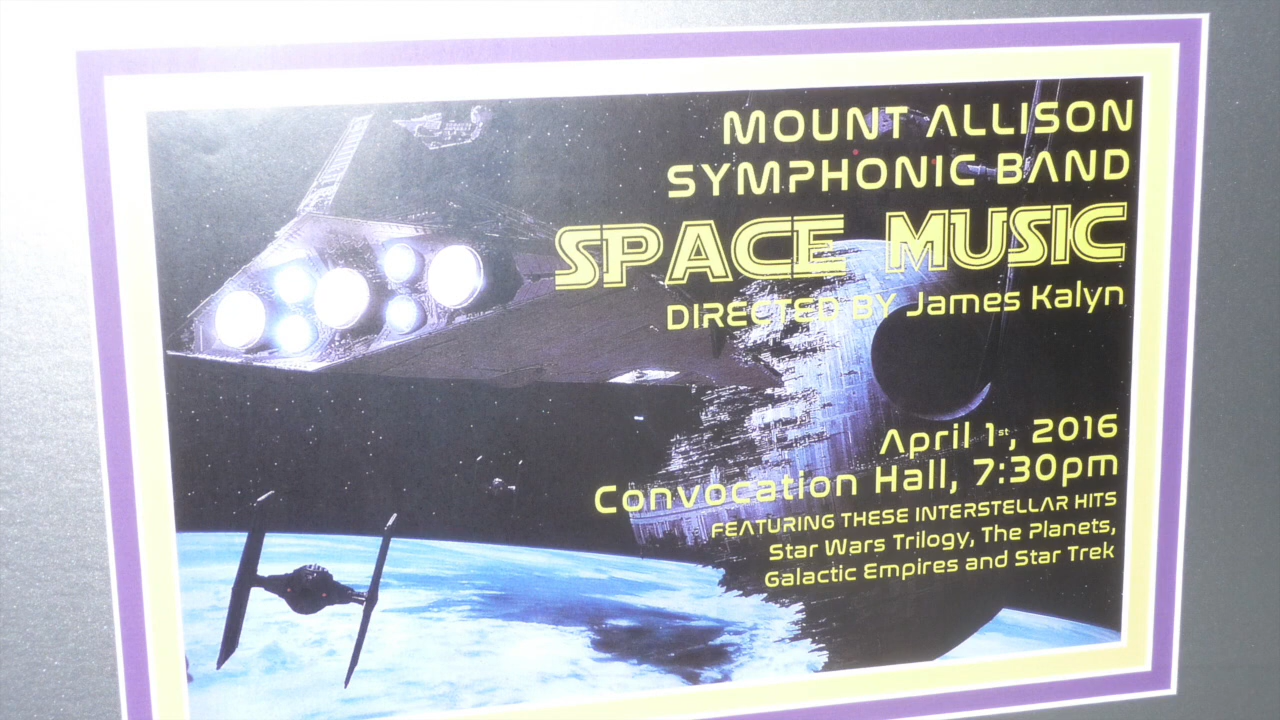 MOUNT ALLISON
SYMPHONIC BAND
SPACE MUSIC
DIRECTED BY James Kalyn
April 1st, 2016
Convocation Hall, 7:30pm
FEATURING THESE INTERSTELLAR HITS
Star Wars Trilogy, The Planets,
Galactic Empires and Star Trek